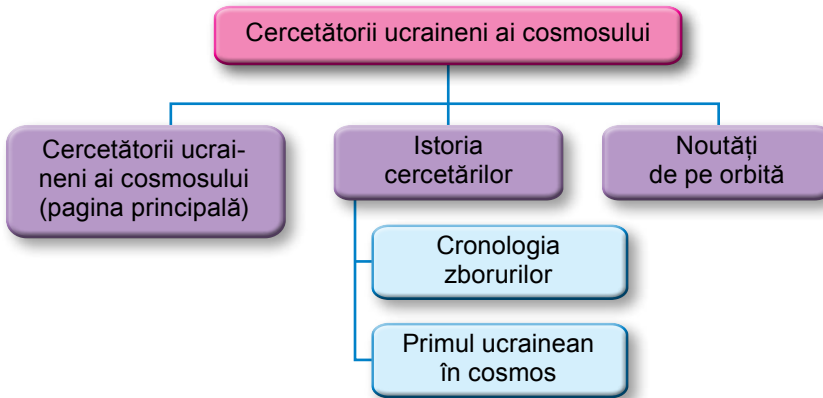 Cercetătorii ucraineni ai cosmosului
Cercetătorii ucrai-
neni ai cosmosului
(pagina principală)
Istoria
cercetărilor
Noutăți
de pe orbită
Cronologia
zborurilor
Primul ucrainean
în cosmos